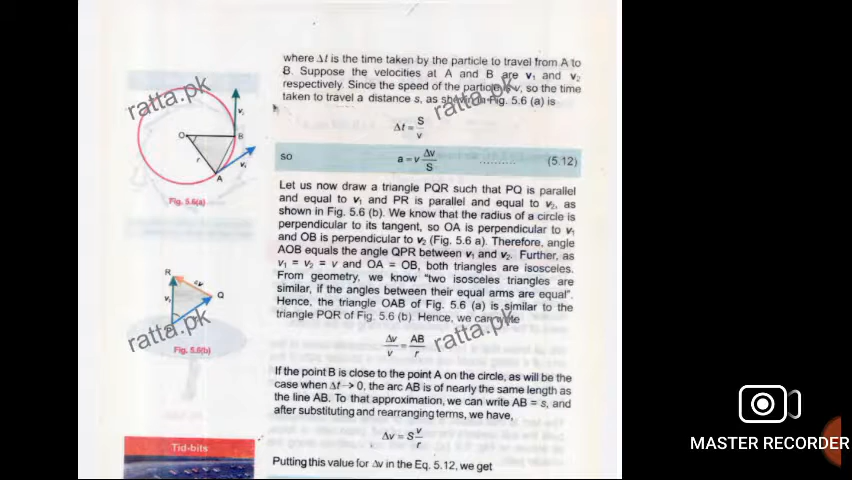 where Δt is the time taken by the particle to travel from A to
B. Suppose the velocities at A and B are v₁ and v₂
respectively. Since the speed of the particle is v, so the time
taken to travel a distance s, as shown in Fig. 5.6 (a) is
Δt = S/v
so a = v Δv/S .......... (5.12)
Let us now draw a triangle PQR such that PQ is parallel
and equal to v₁ and PR is parallel and equal to v₂, as
shown in Fig. 5.6 (b). We know that the radius of a circle is
perpendicular to its tangent, so OA is perpendicular to v₁
and OB is perpendicular to v₂ (Fig. 5.6 a). Therefore, angle
AOB equals the angle QPR between v₁ and v₂. Further, as
v₁ = v₂ = v and OA = OB, both triangles are isosceles.
From geometry, we know "two isosceles triangles are
similar, if the angles between their equal arms are equal".
Hence, the triangle OAB of Fig. 5.6 (a) is similar to the
triangle PQR of Fig. 5.6 (b). Hence, we can write
Δv/v = AB/r
If the point B is close to the point A on the circle, as will be the
case when Δt → 0, the arc AB is of nearly the same length as
the line AB. To that approximation, we can write AB = s, and
after substituting and rearranging terms, we have,
Δv = S v/r
Putting this value for Δv in the Eq. 5.12, we get
ratta.pk
O
B
r
A
v₁
Fig. 5.6(a)
R
Δv
Q
v₂
ratta.pk
Fig. 5.6(b)
Tid-bits
ratta.pk
ratta.pk
MASTER RECORDER